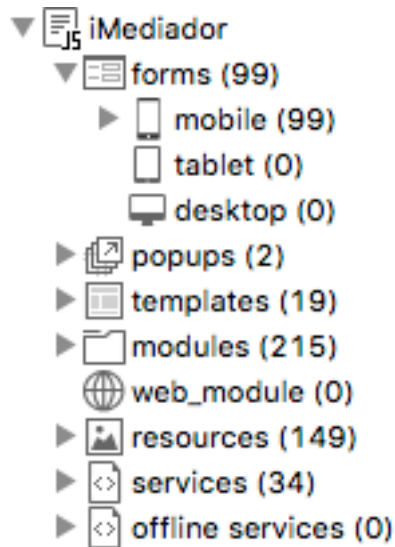 JS iMediador
forms (99)
mobile (99)
tablet (0)
desktop (0)
popups (2)
templates (19)
modules (215)
web_module (0)
resources (149)
services (34)
offline services (0)